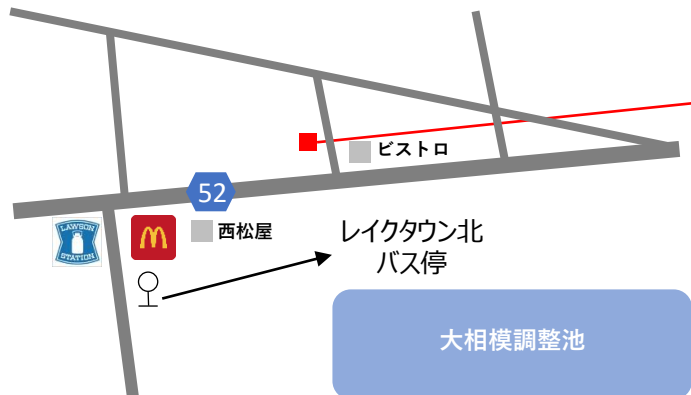 ビストロ
52
LAWSON
STATION
西松屋
レイクタウン北
バス停
大相模調整池